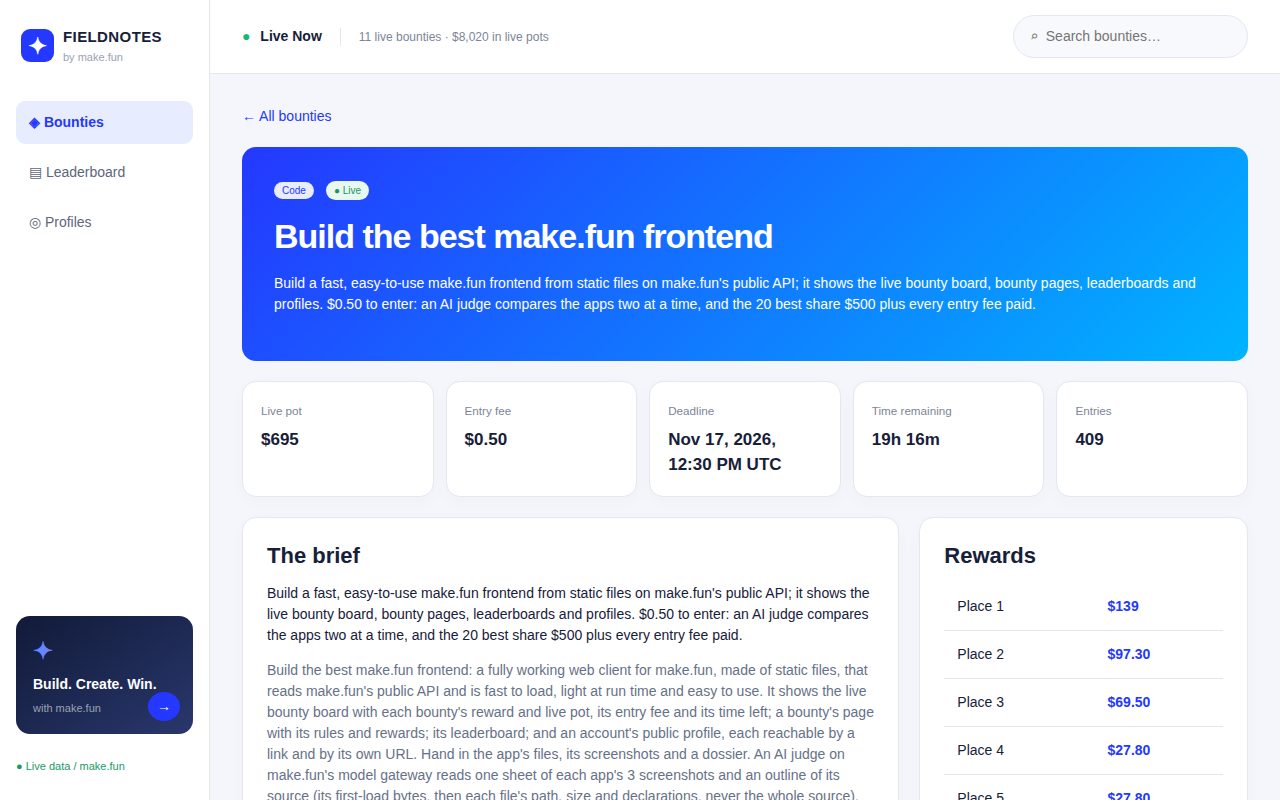 FIELDNOTES
by make.fun
◈ Bounties
▤ Leaderboard
◎ Profiles
✦
Build. Create. Win.
with make.fun
→
● Live data / make.fun
● Live Now
11 live bounties · $8,020 in live pots
⌕ Search bounties…
← All bounties
Code
● Live
Build the best make.fun frontend
Build a fast, easy-to-use make.fun frontend from static files on make.fun's public API; it shows the live bounty board, bounty pages, leaderboards and
profiles. $0.50 to enter: an AI judge compares the apps two at a time, and the 20 best share $500 plus every entry fee paid.
Live pot
$695
Entry fee
$0.50
Deadline
Nov 17, 2026,
12:30 PM UTC
Time remaining
19h 16m
Entries
409
The brief
Build a fast, easy-to-use make.fun frontend from static files on make.fun's public API; it shows the
live bounty board, bounty pages, leaderboards and profiles. $0.50 to enter: an AI judge compares
the apps two at a time, and the 20 best share $500 plus every entry fee paid.
Build the best make.fun frontend: a fully working web client for make.fun, made of static files, that
reads make.fun's public API and is fast to load, light at run time and easy to use. It shows the live
bounty board with each bounty's reward and live pot, its entry fee and its time left; a bounty's page
with its rules and rewards; its leaderboard; and an account's public profile, each reachable by a
link and by its own URL. Hand in the app's files, its screenshots and a dossier. An AI judge on
make.fun's model gateway reads one sheet of each app's 3 screenshots and an outline of its
source (its first-load bytes, then each file's path, size and declarations, never the whole source).
Rewards
Place 1 $139
Place 2 $97.30
Place 3 $69.50
Place 4 $27.80
Place 5 $27.80